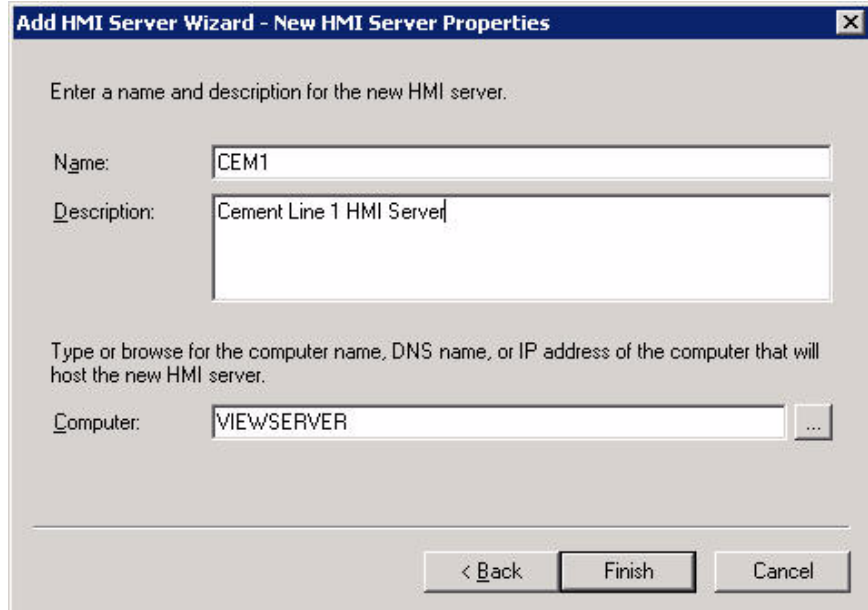 Add HMI Server Wizard - New HMI Server Properties
Enter a name and description for the new HMI server.
Name: CEM1
Description: Cement Line 1 HMI Server
Type or browse for the computer name, DNS name, or IP address of the computer that will
host the new HMI server.
Computer: VIEWSERVER ...
< Back Finish Cancel